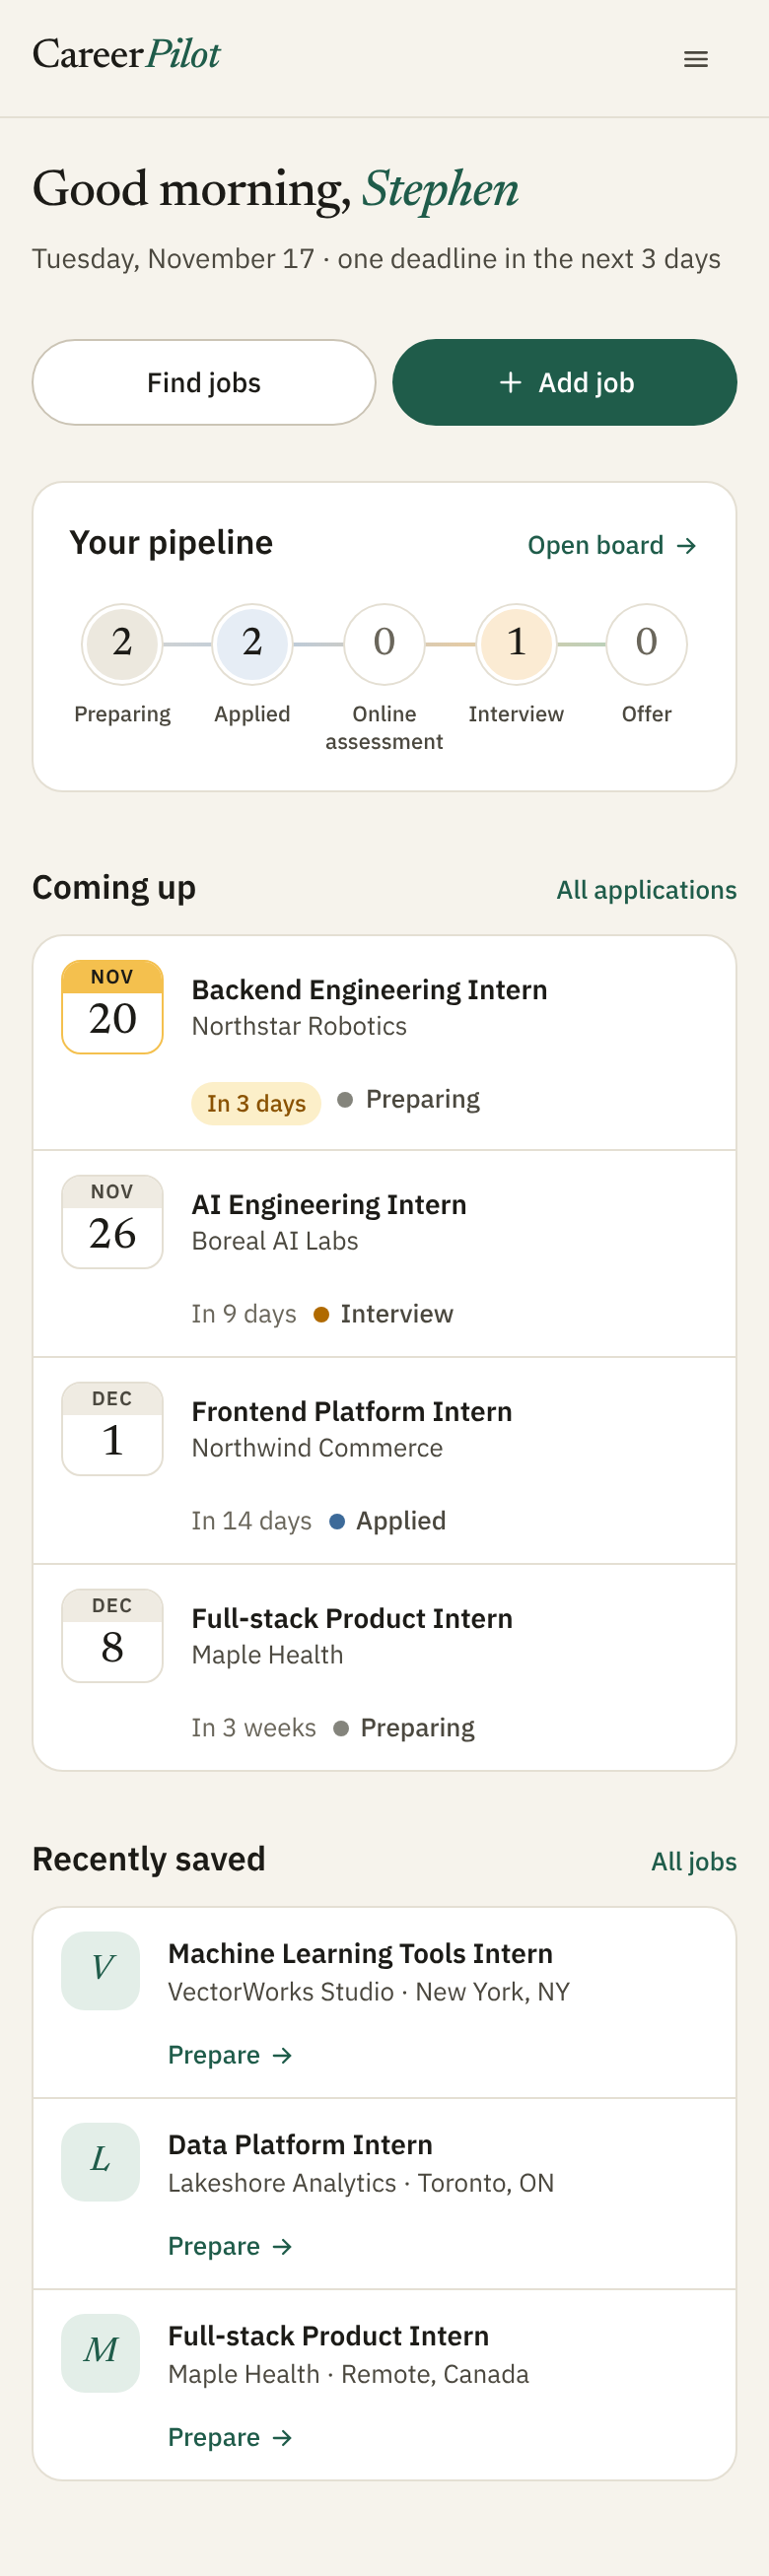 CareerPilot
Good morning, Stephen
Tuesday, November 17 · one deadline in the next 3 days
Find jobs
+ Add job
Your pipeline
Open board →
2
2
0
1
0
Preparing
Applied
Online
assessment
Interview
Offer
Coming up
All applications
NOV
20
Backend Engineering Intern
Northstar Robotics
In 3 days
Preparing
NOV
26
AI Engineering Intern
Boreal AI Labs
In 9 days
Interview
DEC
1
Frontend Platform Intern
Northwind Commerce
In 14 days
Applied
DEC
8
Full-stack Product Intern
Maple Health
In 3 weeks
Preparing
Recently saved
All jobs
V
Machine Learning Tools Intern
VectorWorks Studio · New York, NY
Prepare →
L
Data Platform Intern
Lakeshore Analytics · Toronto, ON
Prepare →
M
Full-stack Product Intern
Maple Health · Remote, Canada
Prepare →